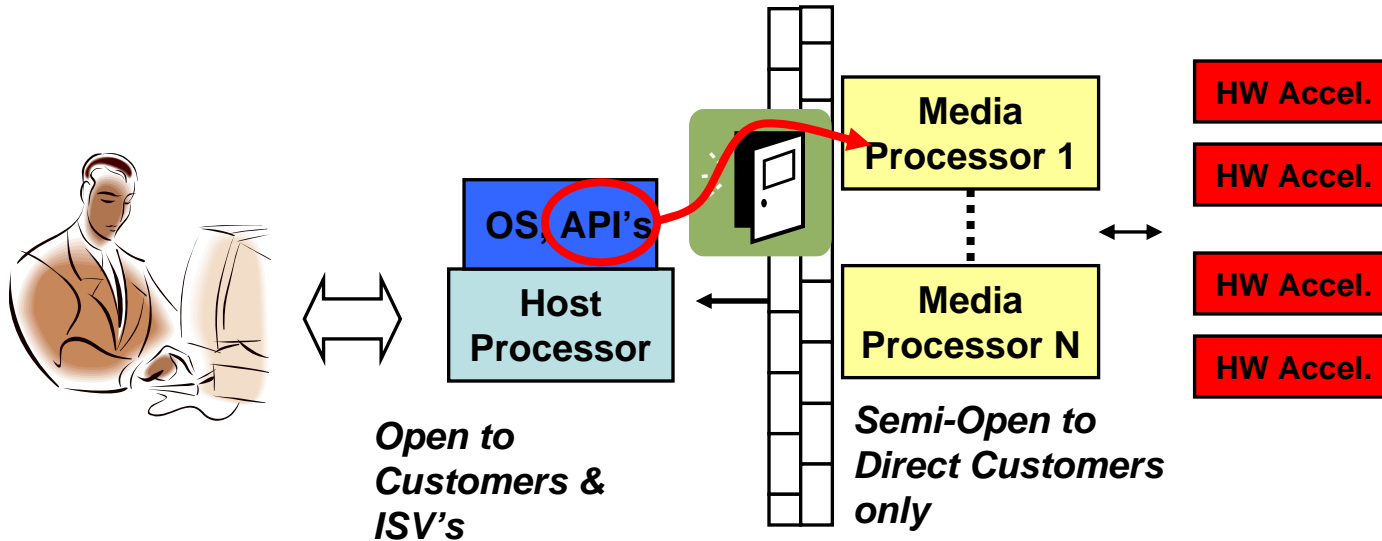 OS, API's
Host
Processor
Open to
Customers &
ISV's
Media
Processor 1
Media
Processor N
Semi-Open to
Direct Customers
only
HW Accel.
HW Accel.
HW Accel.
HW Accel.